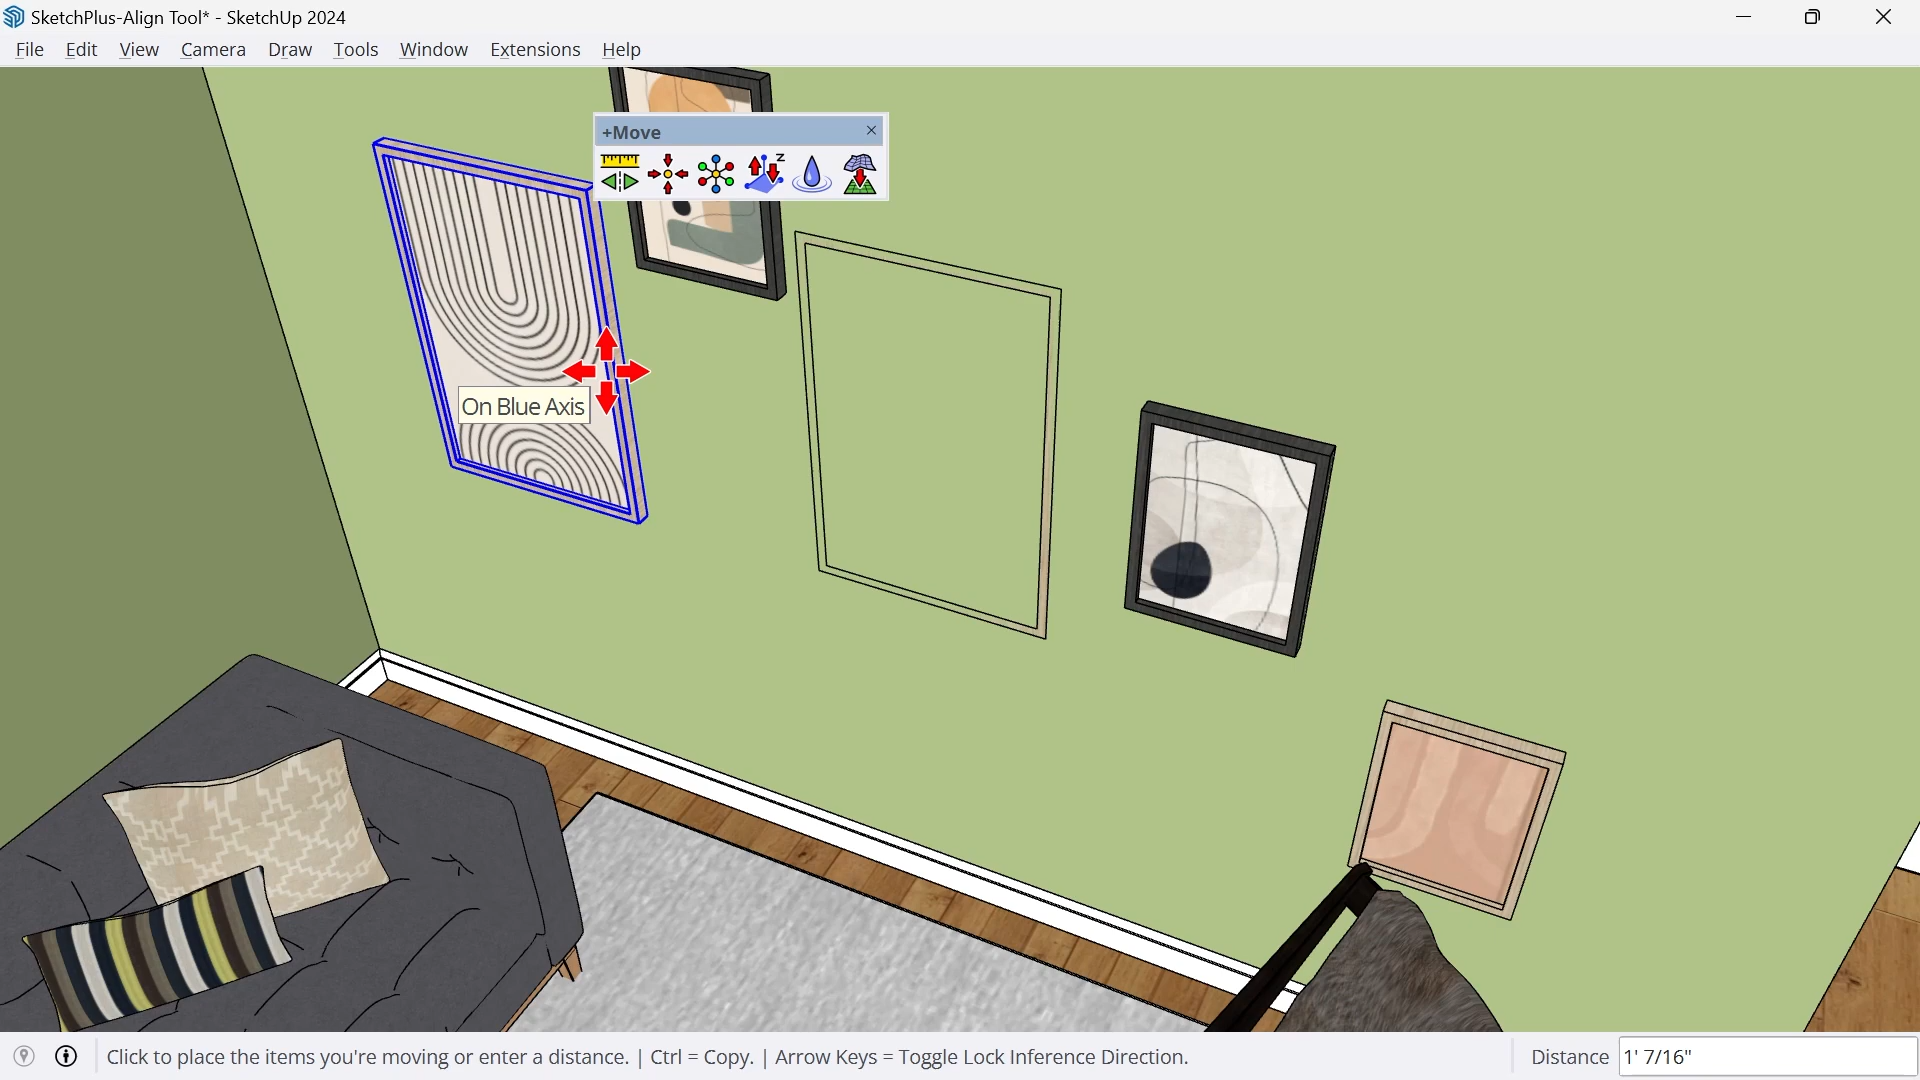 SketchPlus-Align Tool* - SketchUp 2024
File Edit View Camera Draw Tools Window Extensions Help
+Move
Z
On Blue Axis
Click to place the items you're moving or enter a distance. | Ctrl = Copy. | Arrow Keys = Toggle Lock Inference Direction.
Distance 1' 7/16"